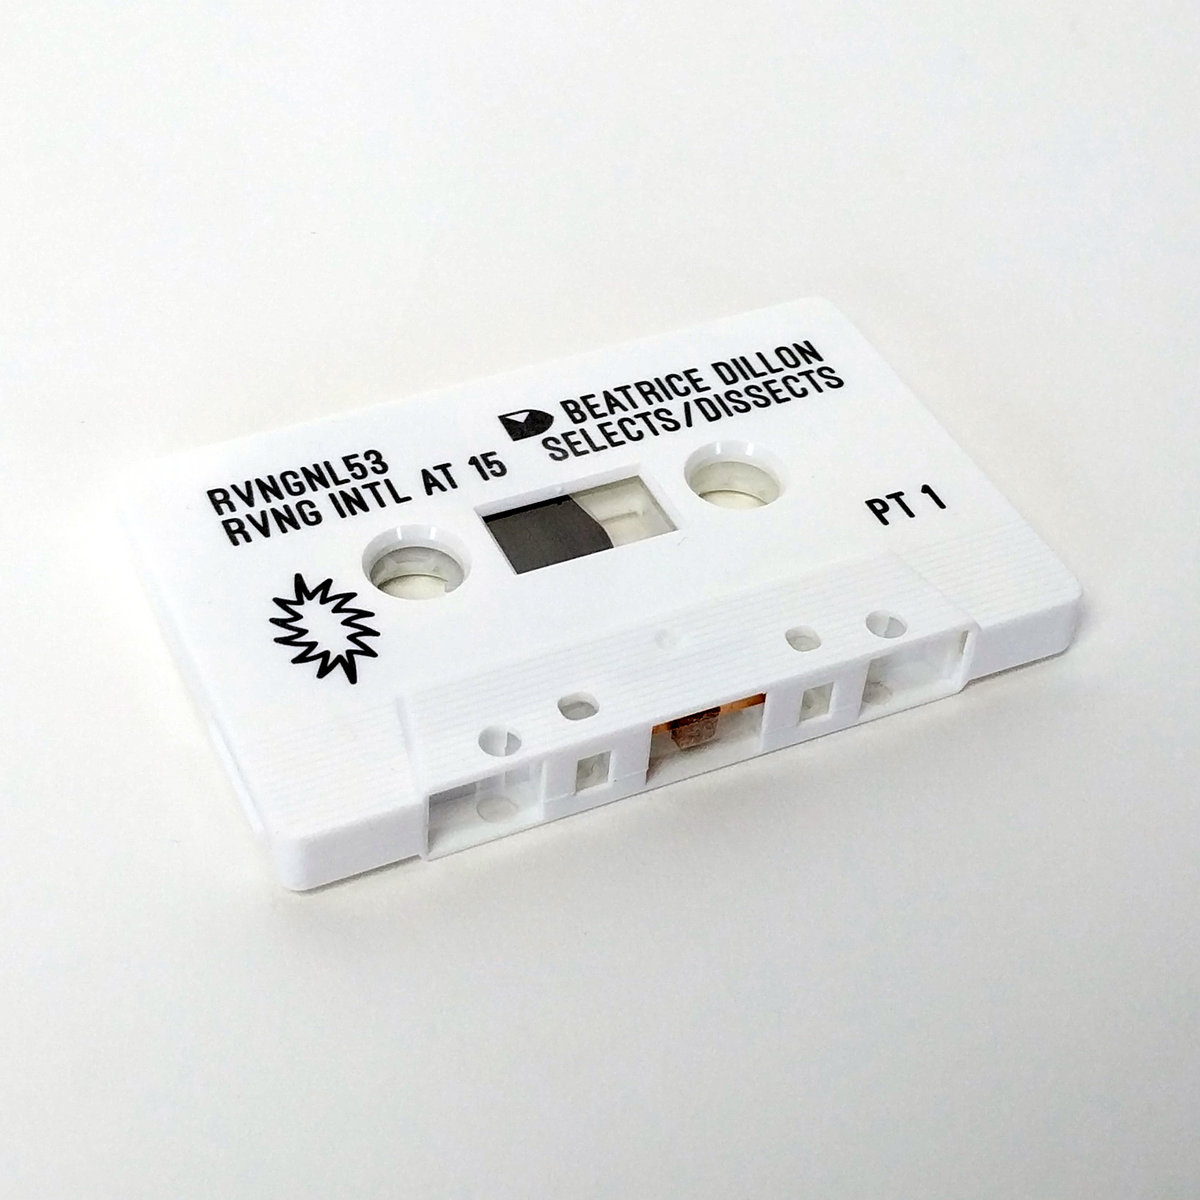 RVNGNL53
RVNG INTL AT 15
BEATRICE DILLON
SELECTS/DISSECTS
PT 1